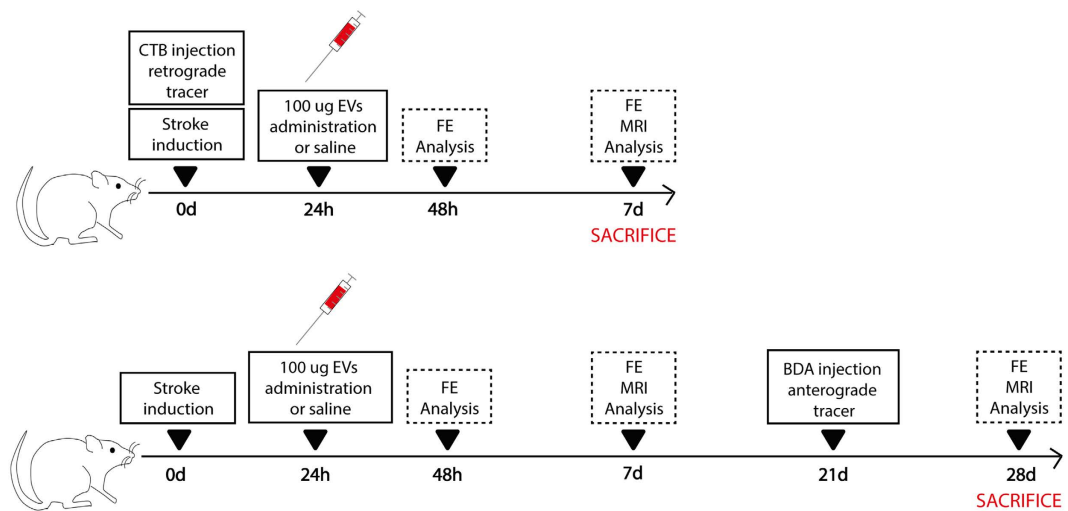 CTB injection
retrograde
tracer
Stroke
induction
100 ug EVs
administration
or saline
FE
Analysis
FE
MRI
Analysis
0d
24h
48h
7d
SACRIFICE
Stroke
induction
100 ug EVs
administration
or saline
FE
Analysis
FE
MRI
Analysis
BDA injection
anterograde
tracer
FE
MRI
Analysis
0d
24h
48h
7d
21d
28d
SACRIFICE